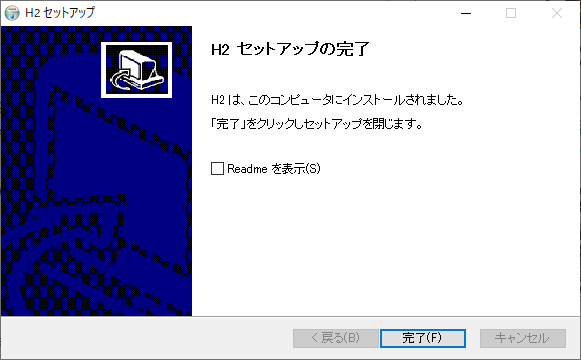 H2 セットアップ
H2 セットアップの完了
H2 は、このコンピュータにインストールされました。
「完了」をクリックしセットアップを閉じます。
Readme を表示(S)
< 戻る(B)
完了(F)
キャンセル